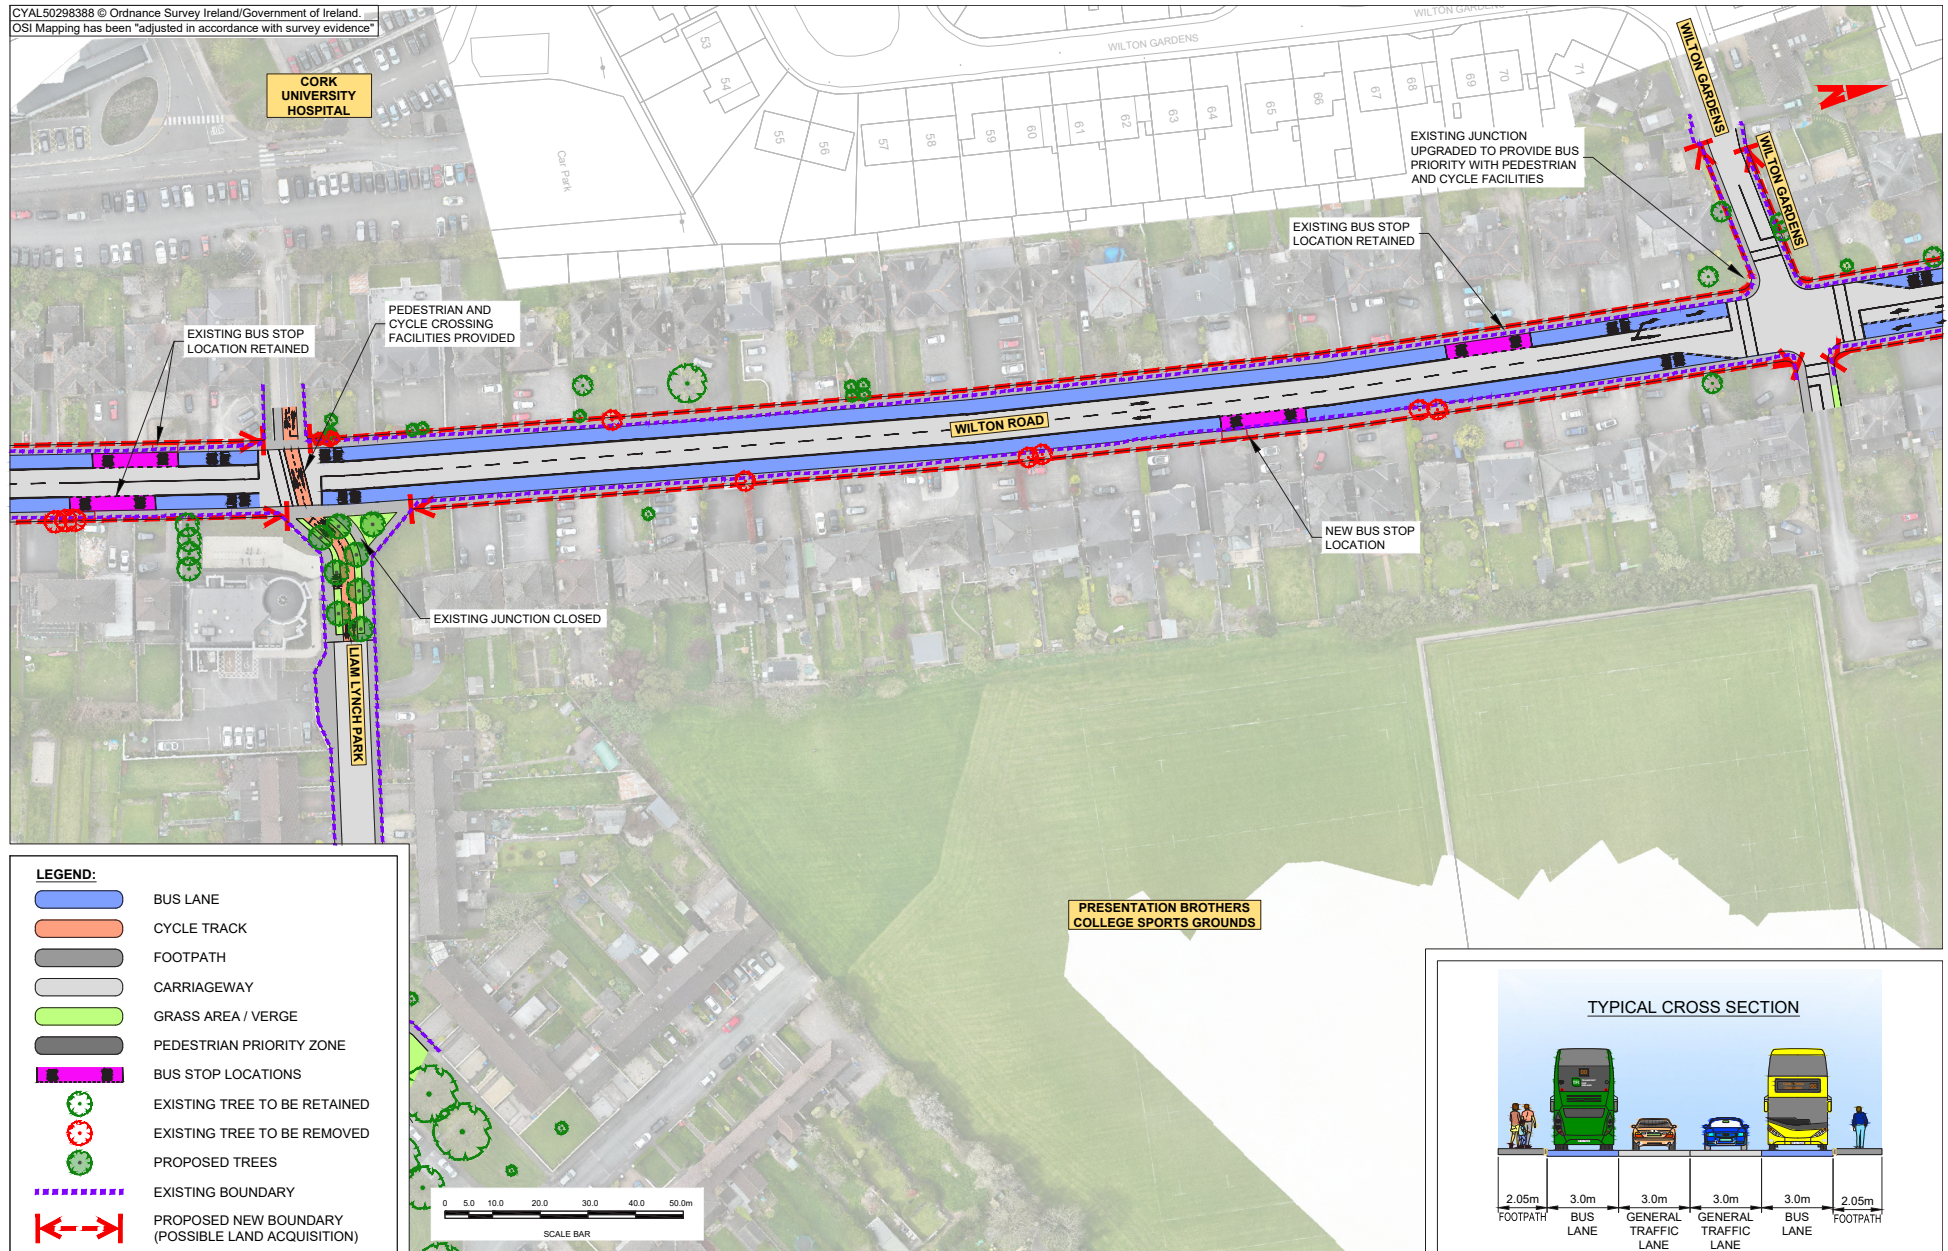 CYAL50298388 © Ordnance Survey Ireland/Government of Ireland.
OSI Mapping has been "adjusted in accordance with survey evidence"
CORK
UNIVERSITY
HOSPITAL
Car Park
53
54
55
56
57
58
59
60
61
62
63
64
65
66
67
68
69
70
71
WILTON GARDENS
WILTON GARDENS
WILTON GARDENS
WILTON GARDENS
N
EXISTING JUNCTION
UPGRADED TO PROVIDE BUS
PRIORITY WITH PEDESTRIAN
AND CYCLE FACILITIES
EXISTING BUS STOP
LOCATION RETAINED
PEDESTRIAN AND
CYCLE CROSSING
FACILITIES PROVIDED
EXISTING BUS STOP
LOCATION RETAINED
WILTON ROAD
NEW BUS STOP
LOCATION
EXISTING JUNCTION CLOSED
LIAM LYNCH PARK
PRESENTATION BROTHERS
COLLEGE SPORTS GROUNDS
LEGEND:
BUS LANE
CYCLE TRACK
FOOTPATH
CARRIAGEWAY
GRASS AREA / VERGE
PEDESTRIAN PRIORITY ZONE
BUS STOP LOCATIONS
EXISTING TREE TO BE RETAINED
EXISTING TREE TO BE REMOVED
PROPOSED TREES
EXISTING BOUNDARY
PROPOSED NEW BOUNDARY
(POSSIBLE LAND ACQUISITION)
0 5.0 10.0 20.0 30.0 40.0 50.0m
SCALE BAR
TYPICAL CROSS SECTION
2.05m 3.0m 3.0m 3.0m 3.0m 2.05m
FOOTPATH BUS GENERAL GENERAL BUS FOOTPATH
LANE TRAFFIC TRAFFIC LANE
LANE LANE